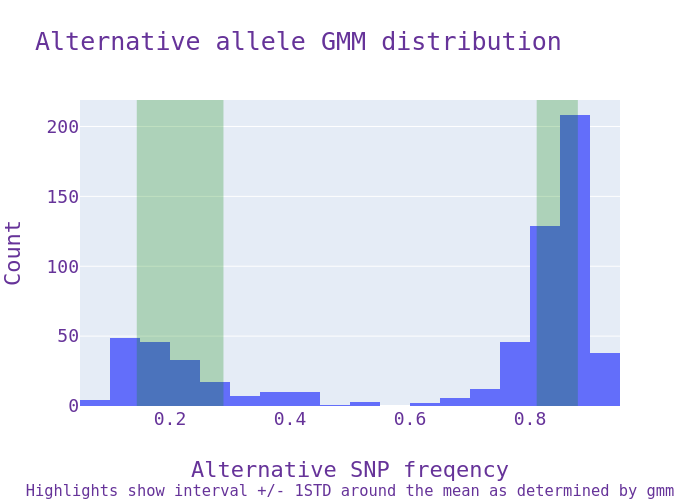 Alternative allele GMM distribution
200
150
100
50
0
Count
0.2 0.4 0.6 0.8
Alternative SNP freqency
Highlights show interval +/- 1STD around the mean as determined by gmm